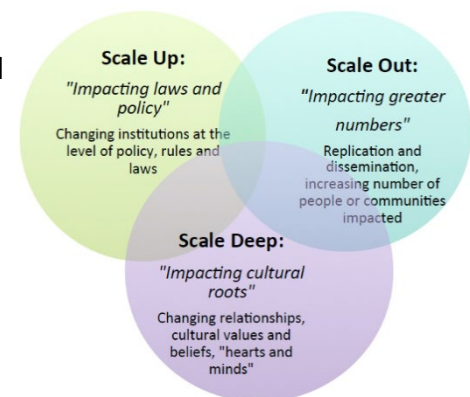 Scale Up:
"Impacting laws and
policy"
Changing institutions at the
level of policy, rules and
laws
Scale Out:
"Impacting greater
numbers"
Replication and
dissemination,
increasing number of
people or communities
impacted
Scale Deep:
"Impacting cultural
roots"
Changing relationships,
cultural values and
beliefs, "hearts and
minds"